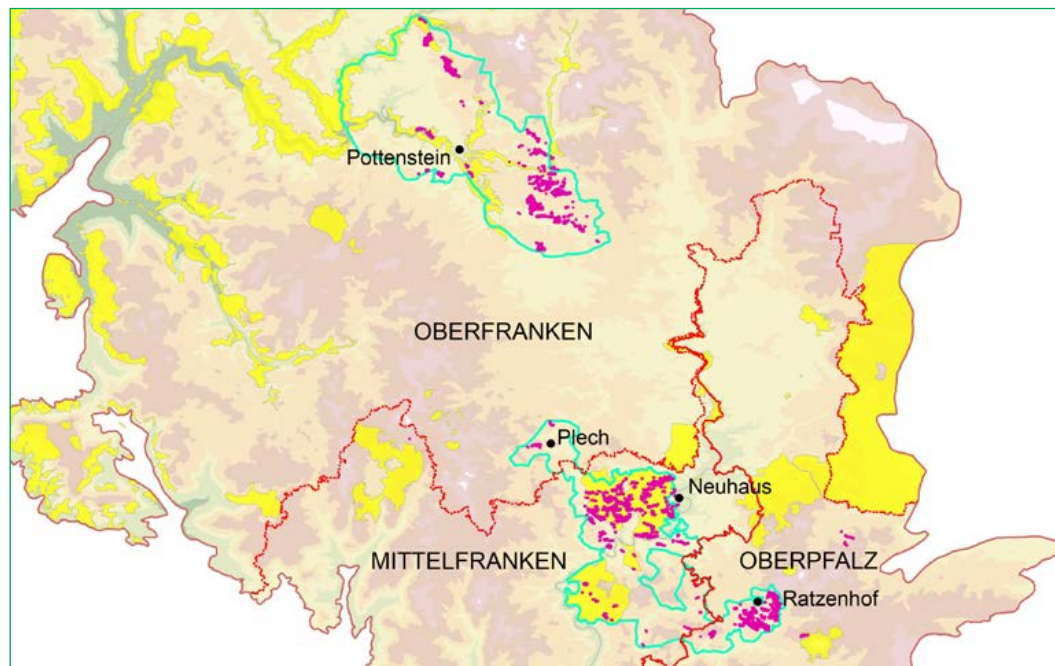 Pottenstein
OBERFRANKEN
Plech
Neuhaus
MITTELFRANKEN
OBERPFALZ
Ratzenhof